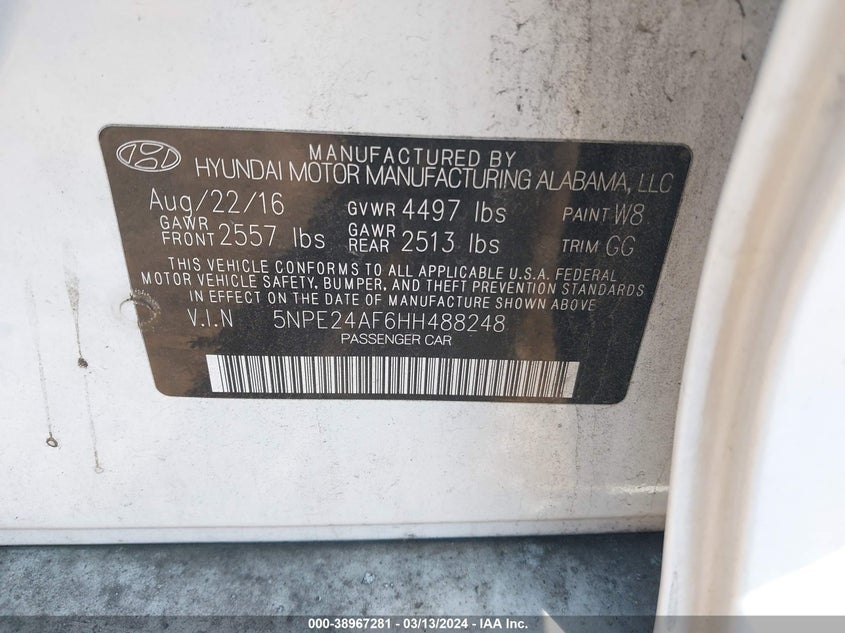 MANUFACTURED BY
HYUNDAI MOTOR MANUFACTURING ALABAMA, LLC
Aug/22/16 GVWR 4497 lbs PAINT W8
GAWR FRONT 2557 lbs GAWR REAR 2513 lbs TRIM GG
THIS VEHICLE CONFORMS TO ALL APPLICABLE U.S.A. FEDERAL
MOTOR VEHICLE SAFETY, BUMPER, AND THEFT PREVENTION STANDARDS
IN EFFECT ON THE DATE OF MANUFACTURE SHOWN ABOVE
V.I.N 5NPE24AF6HH488248
PASSENGER CAR
000-38967281 - 03/13/2024 - IAA Inc.